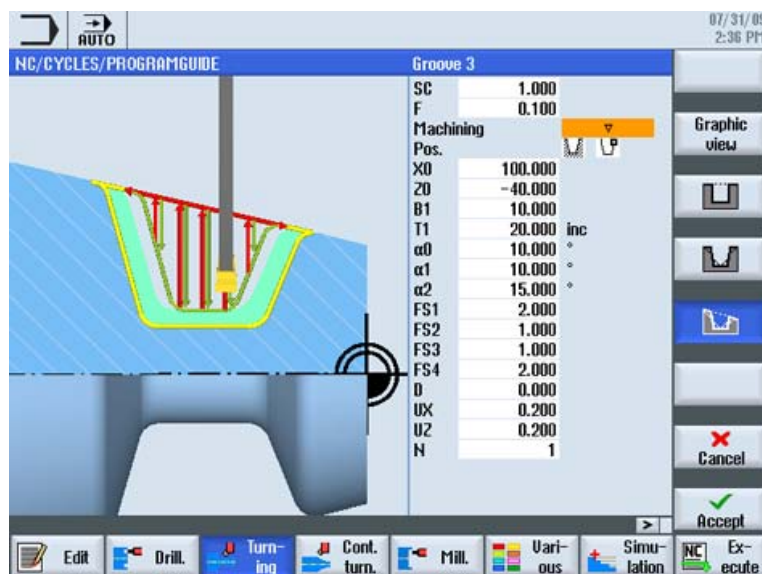 07/31/0
2:36 PM
AUTO
NC/CYCLES/PROGRAMGUIDE
Groove 3
SC 1.000
F 0.100
Machining ▽
Pos.
X0 100.000
Z0 -40.000
B1 10.000
T1 20.000 inc
α0 10.000 °
α1 10.000 °
α2 15.000 °
FS1 2.000
FS2 1.000
FS3 1.000
FS4 2.000
D 0.000
UX 0.200
UZ 0.200
N 1
Graphic
view
Cancel
Accept
>
Edit
Drill.
Turn-
ing
Cont.
turn.
Mill.
Vari-
ous
Simu-
lation
NC
Ex-
ecute